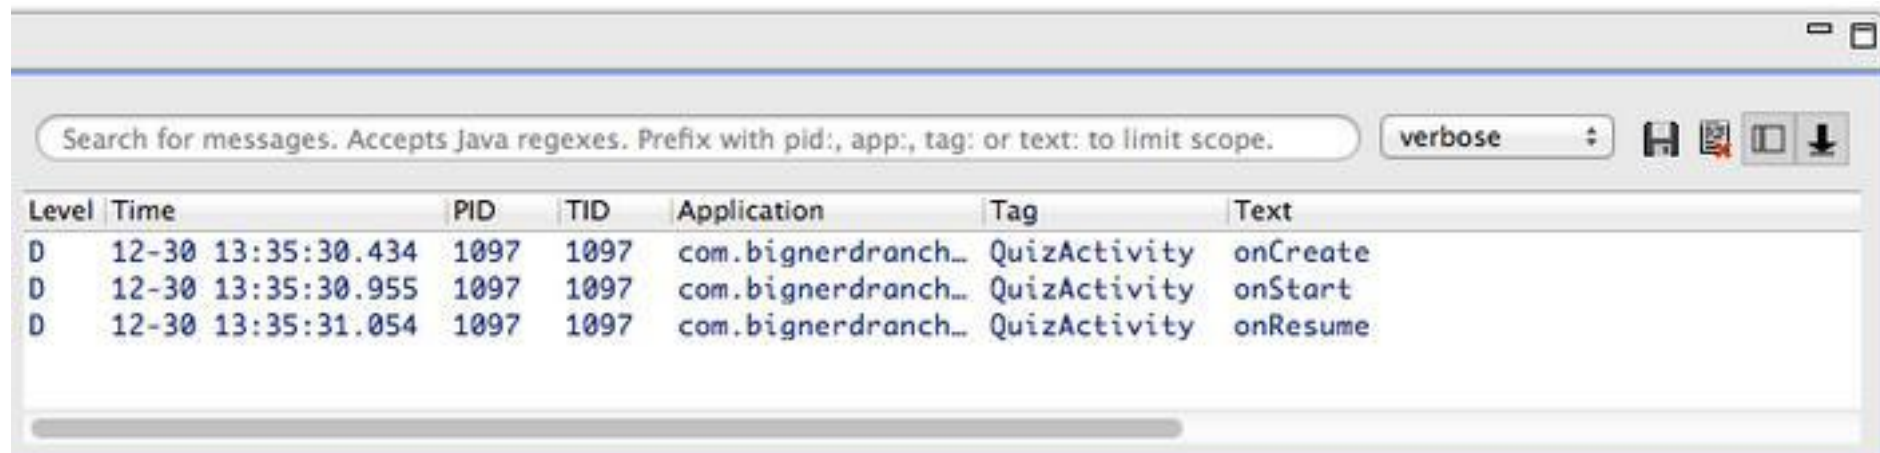 Search for messages. Accepts Java regexes. Prefix with pid:, app:, tag: or text: to limit scope. verbose
Level Time PID TID Application Tag Text
D 12-30 13:35:30.434 1097 1097 com.bignerdranch… QuizActivity onCreate
D 12-30 13:35:30.955 1097 1097 com.bignerdranch… QuizActivity onStart
D 12-30 13:35:31.054 1097 1097 com.bignerdranch… QuizActivity onResume